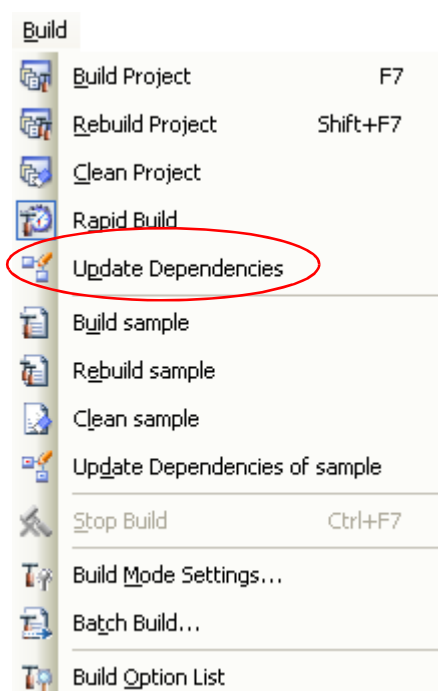 Build
Build Project F7
Rebuild Project Shift+F7
Clean Project
Rapid Build
Update Dependencies
Build sample
Rebuild sample
Clean sample
Update Dependencies of sample
Stop Build Ctrl+F7
Build Mode Settings...
Batch Build...
Build Option List